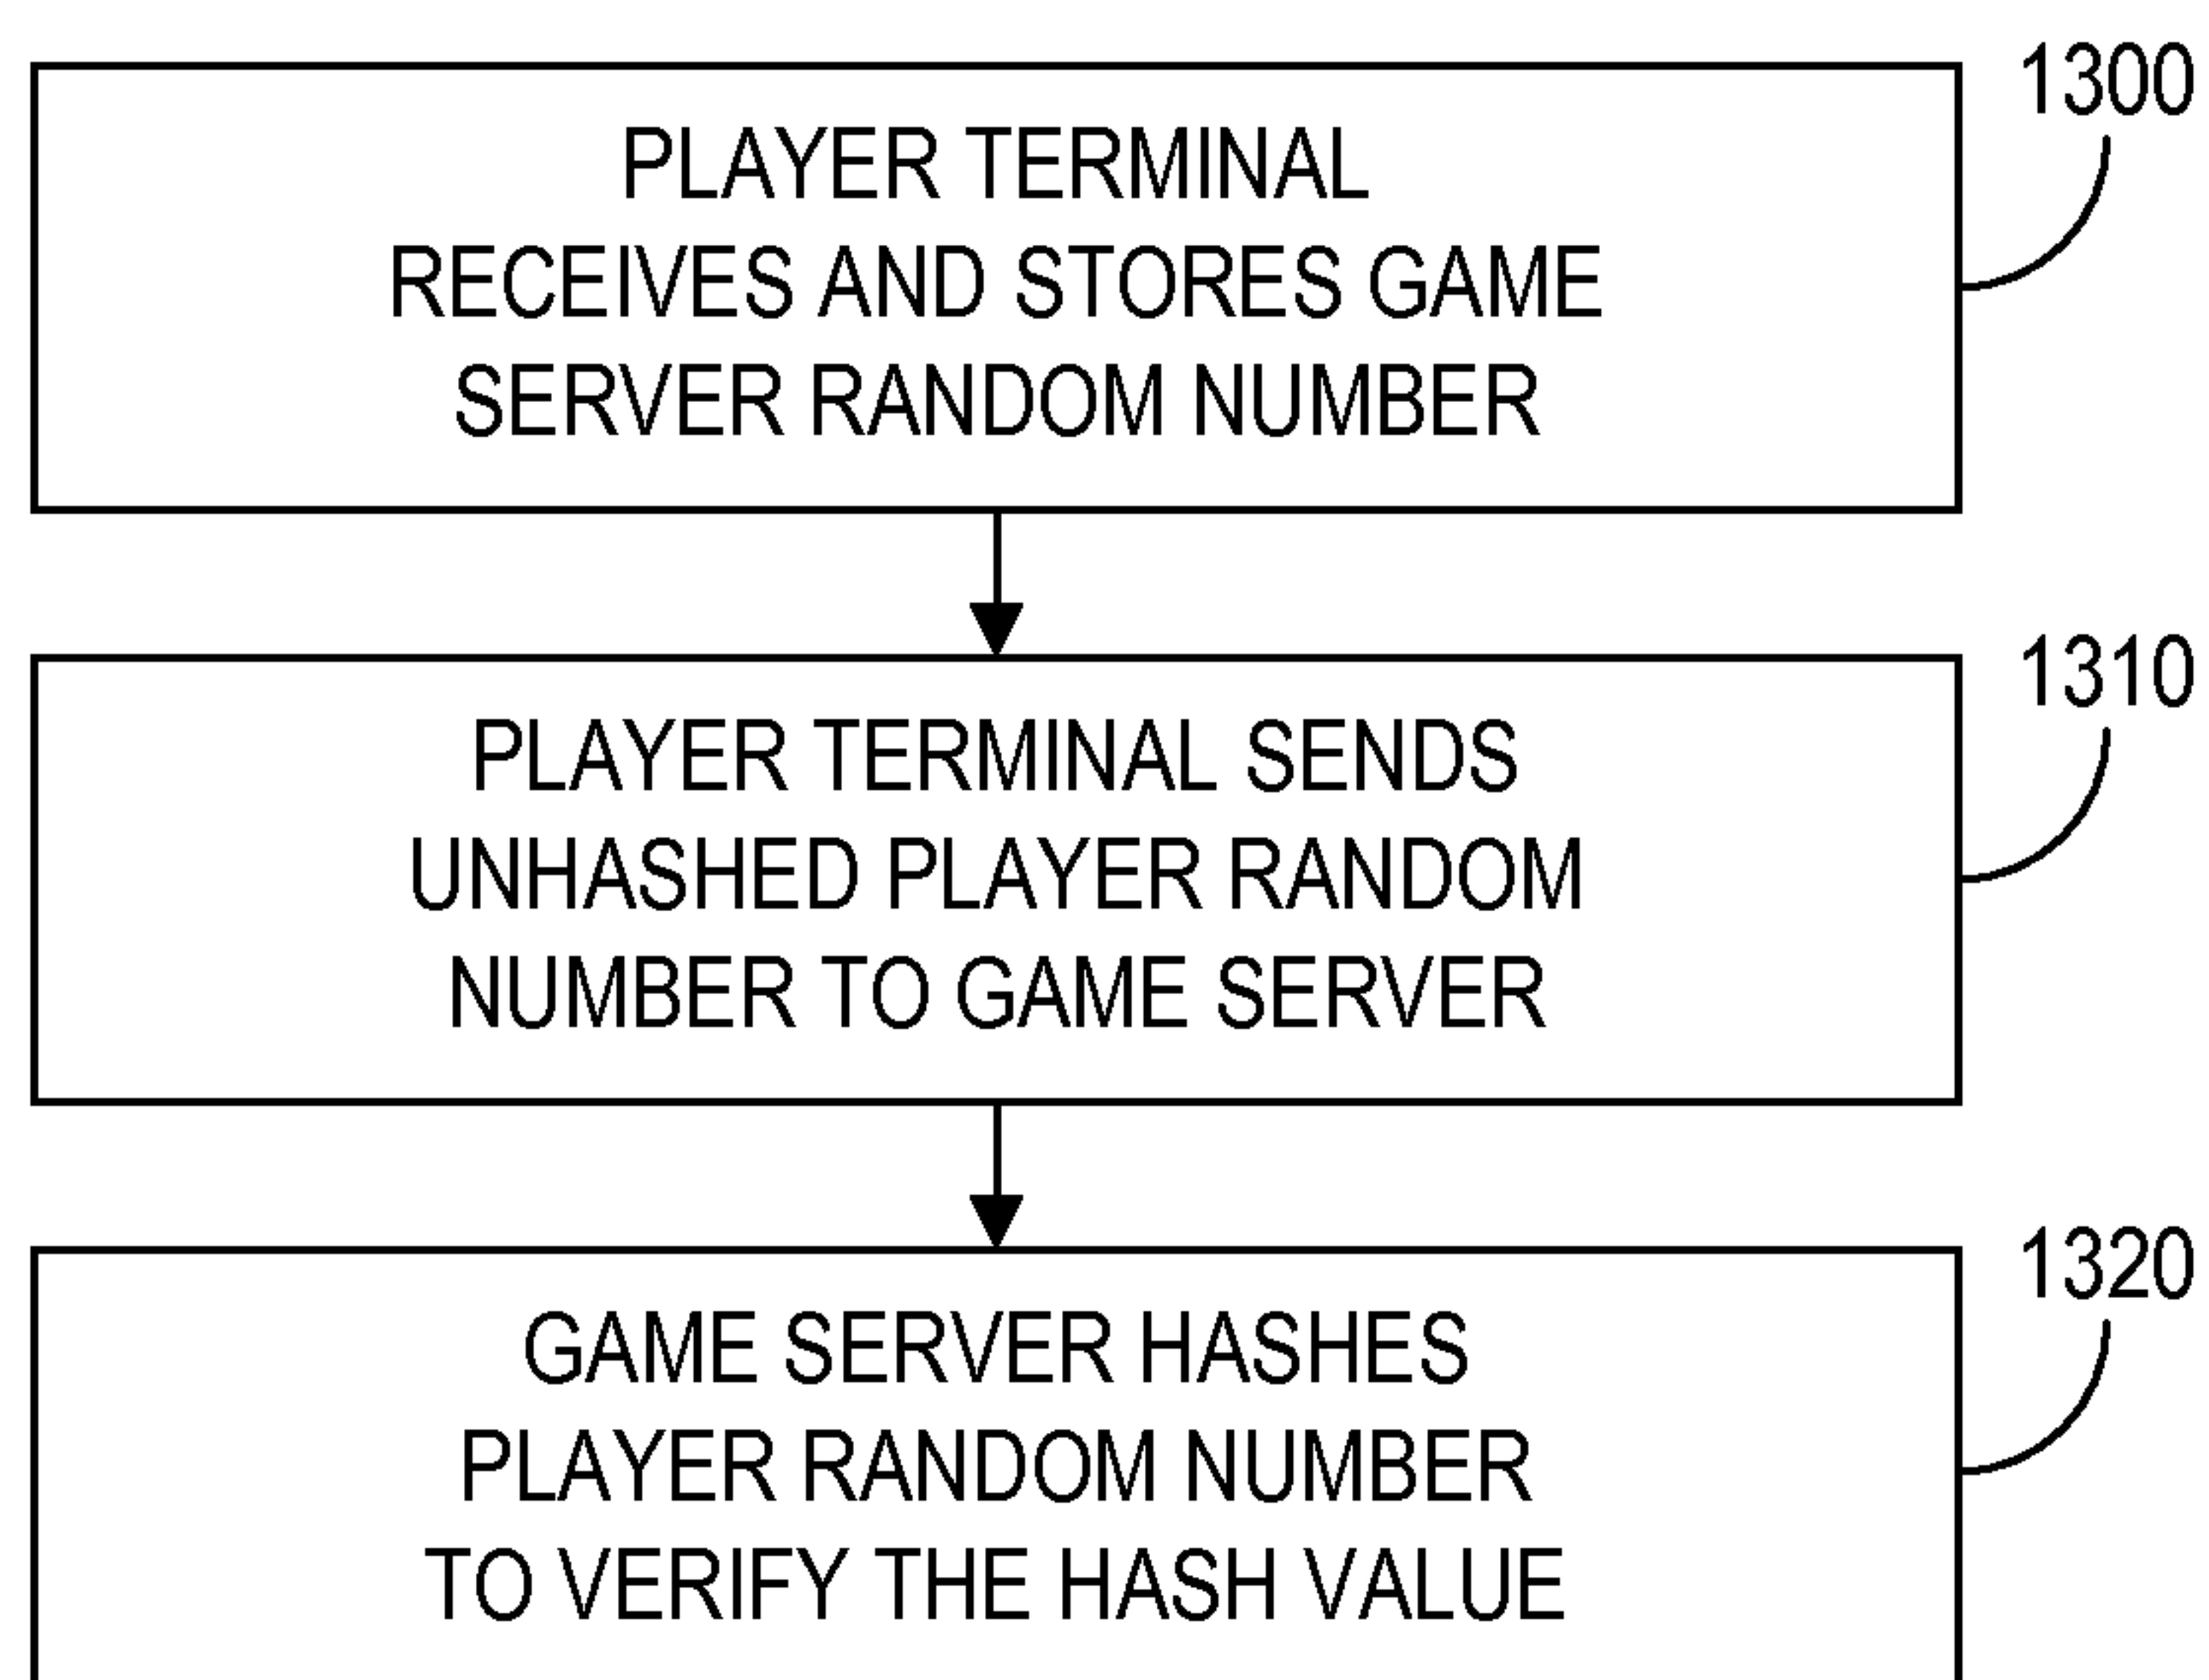 1300
PLAYER TERMINAL
RECEIVES AND STORES GAME
SERVER RANDOM NUMBER
1310
PLAYER TERMINAL SENDS
UNHASHED PLAYER RANDOM
NUMBER TO GAME SERVER
1320
GAME SERVER HASHES
PLAYER RANDOM NUMBER
TO VERIFY THE HASH VALUE